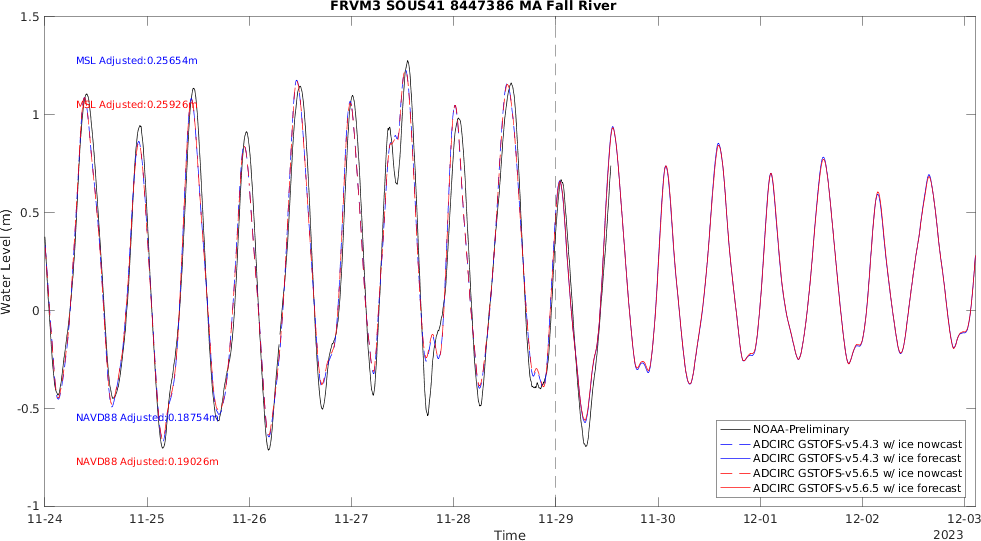 FRVM3 SOUS41 8447386 MA Fall River
1.5
1
0.5
0
-0.5
-1
Water Level (m)
MSL Adjusted:0.25654m
MSL Adjusted:0.25926m
NAVD88 Adjusted:0.18754m
NAVD88 Adjusted:0.19026m
NOAA-Preliminary
ADCIRC GSTOFS-v5.4.3 w/ ice nowcast
ADCIRC GSTOFS-v5.4.3 w/ ice forecast
ADCIRC GSTOFS-v5.6.5 w/ ice nowcast
ADCIRC GSTOFS-v5.6.5 w/ ice forecast
11-24 11-25 11-26 11-27 11-28 11-29 11-30 12-01 12-02 12-03
Time
2023